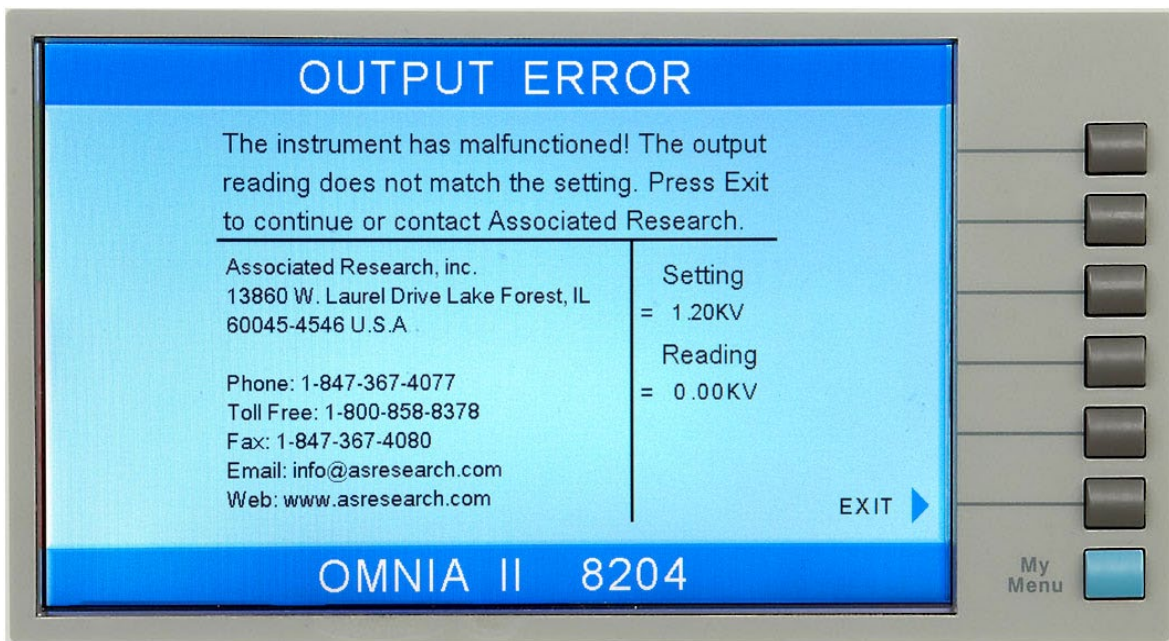 OUTPUT ERROR
The instrument has malfunctioned! The output
reading does not match the setting. Press Exit
to continue or contact Associated Research.
Associated Research, inc.
13860 W. Laurel Drive Lake Forest, IL
60045-4546 U.S.A
Phone: 1-847-367-4077
Toll Free: 1-800-858-8378
Fax: 1-847-367-4080
Email: info@asresearch.com
Web: www.asresearch.com
Setting
= 1.20KV
Reading
= 0.00KV
EXIT
OMNIA II 8204
My
Menu